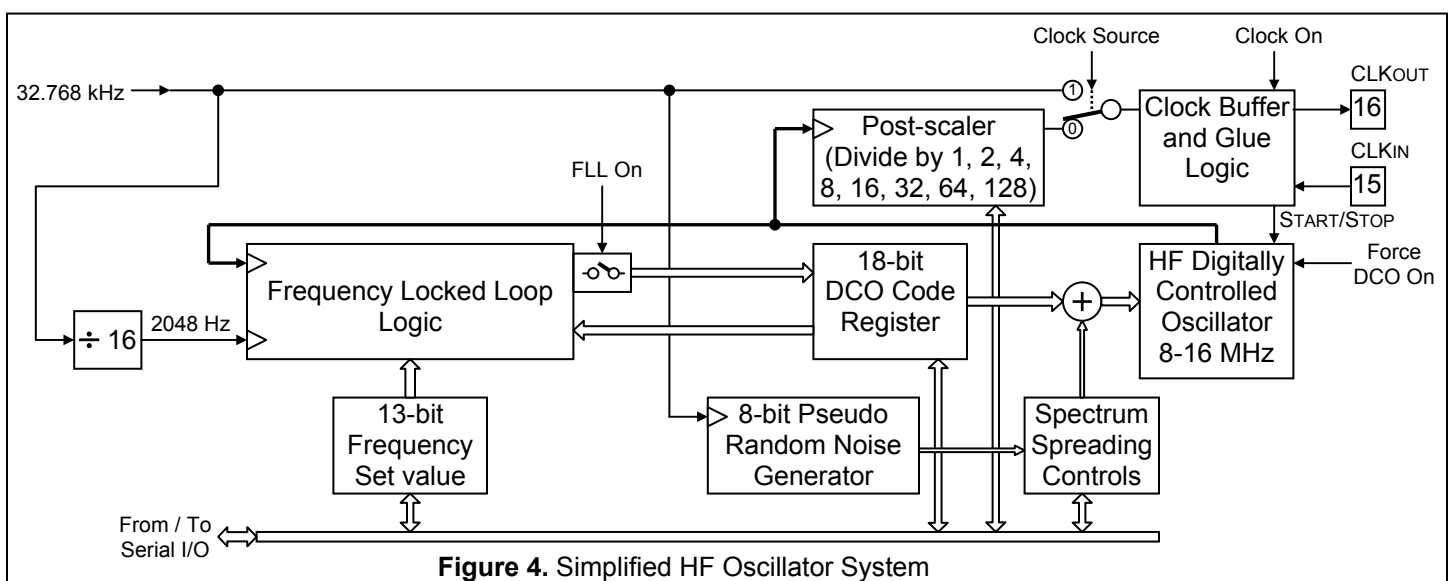 Clock Source
Clock On
32.768 kHz
1
0
Post-scaler
(Divide by 1, 2, 4,
8, 16, 32, 64, 128)
Clock Buffer
and Glue
Logic
CLKOUT
16
CLKIN
15
START/STOP
FLL On
Frequency Locked Loop
Logic
18-bit
DCO Code
Register
+
HF Digitally
Controlled
Oscillator
8-16 MHz
Force
DCO On
÷ 16
2048 Hz
13-bit
Frequency
Set value
8-bit Pseudo
Random Noise
Generator
Spectrum
Spreading
Controls
From / To
Serial I/O
Figure 4. Simplified HF Oscillator System